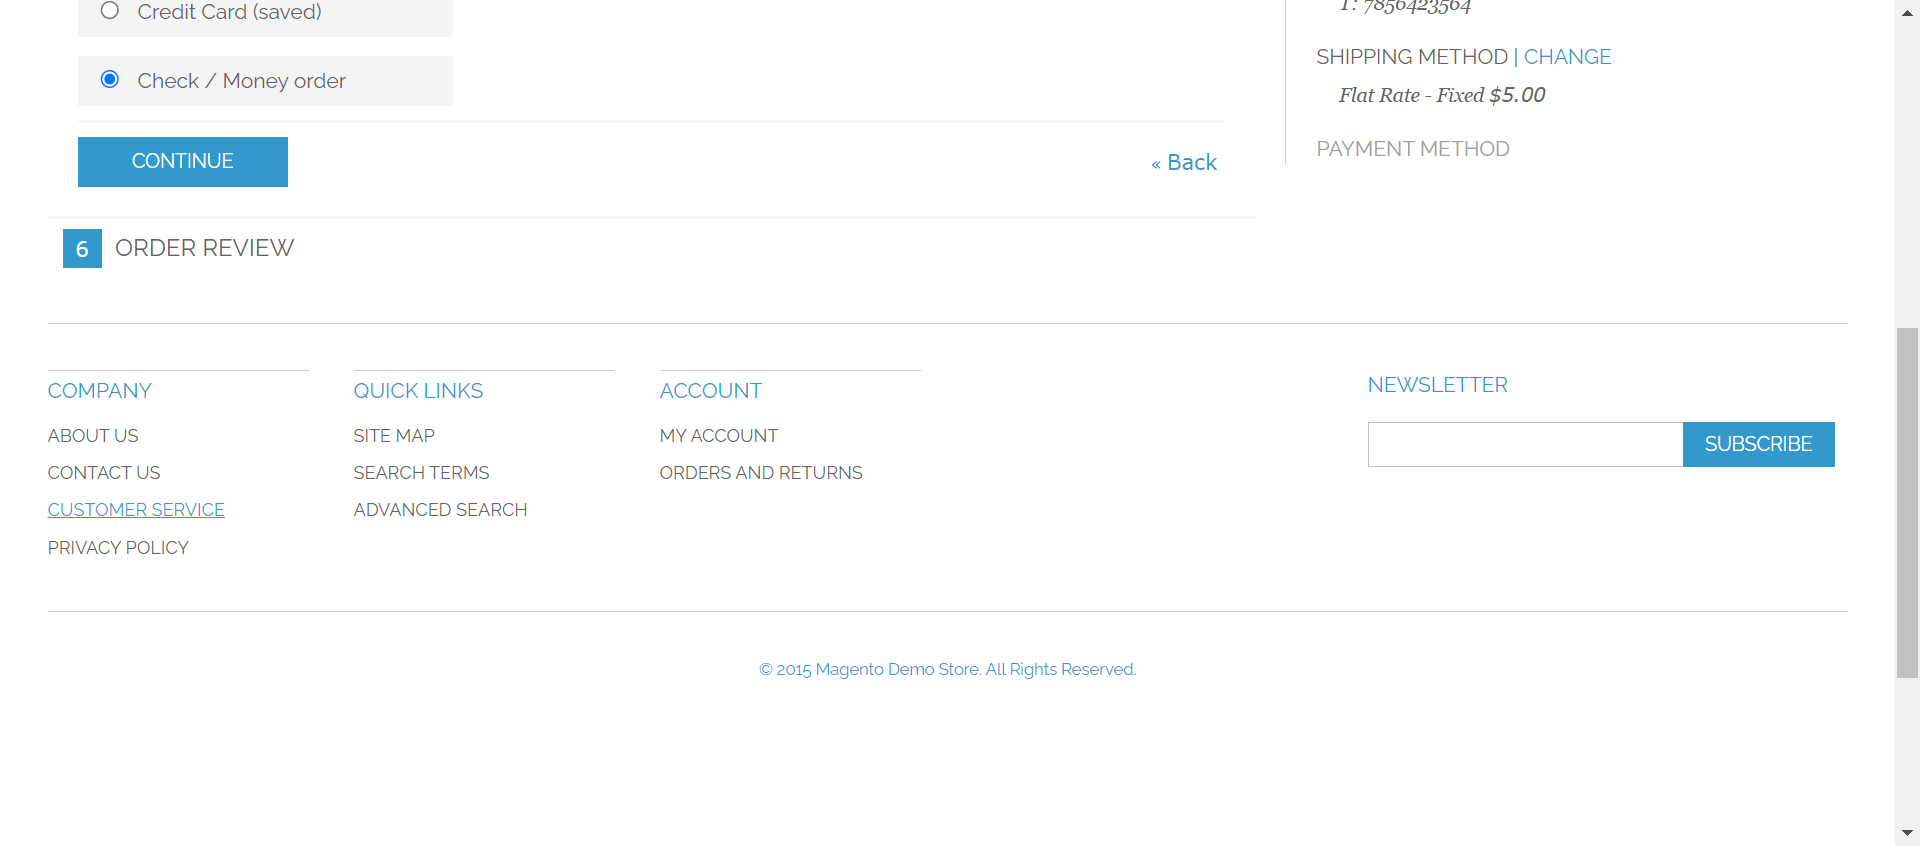 Credit Card (saved)
Check / Money order
CONTINUE
« Back
T: 7856423564
SHIPPING METHOD | CHANGE
Flat Rate - Fixed $5.00
PAYMENT METHOD
6 ORDER REVIEW
COMPANY
ABOUT US
CONTACT US
CUSTOMER SERVICE
PRIVACY POLICY
QUICK LINKS
SITE MAP
SEARCH TERMS
ADVANCED SEARCH
ACCOUNT
MY ACCOUNT
ORDERS AND RETURNS
NEWSLETTER
SUBSCRIBE
© 2015 Magento Demo Store. All Rights Reserved.